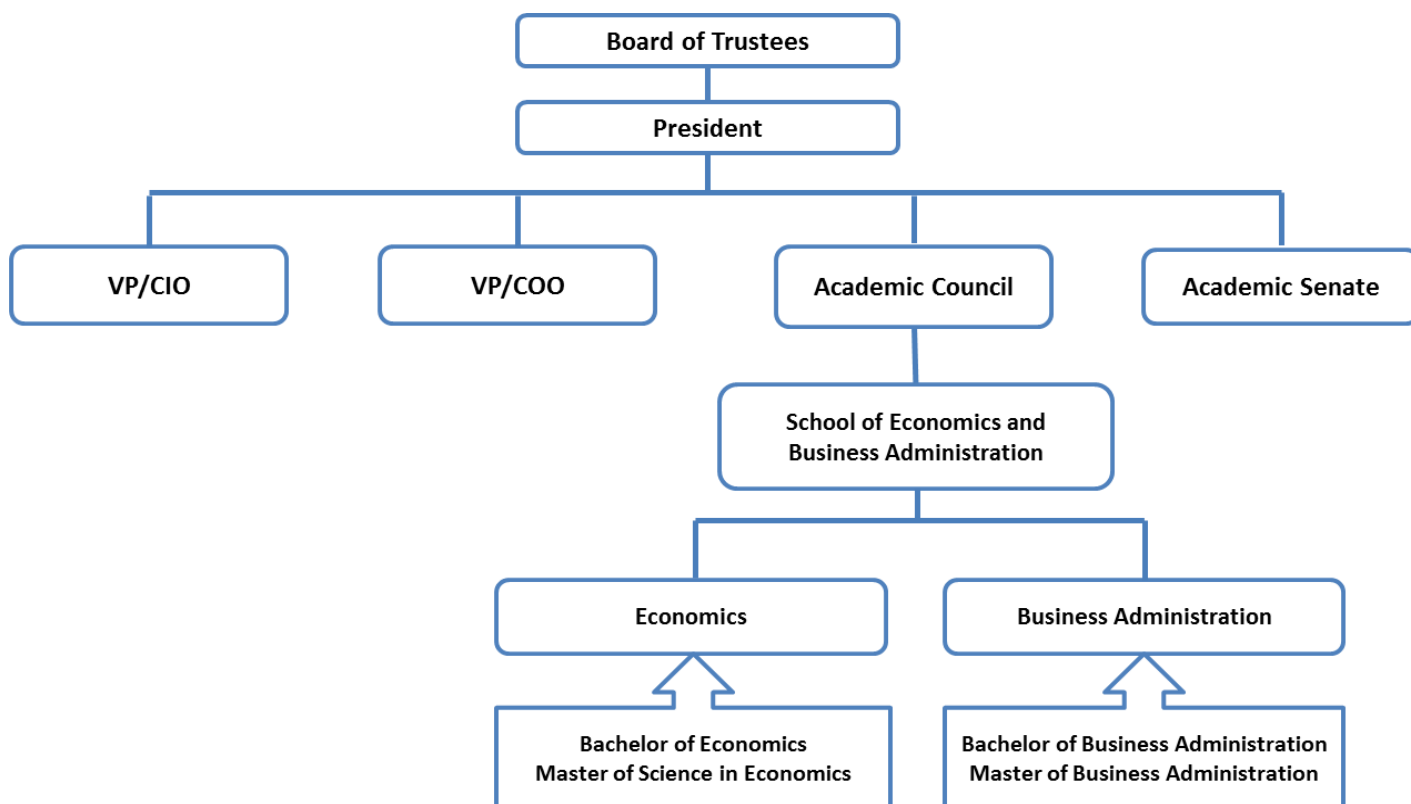 Board of Trustees
President
VP/CIO
VP/COO
Academic Council
Academic Senate
School of Economics and
Business Administration
Economics
Business Administration
Bachelor of Economics
Master of Science in Economics
Bachelor of Business Administration
Master of Business Administration